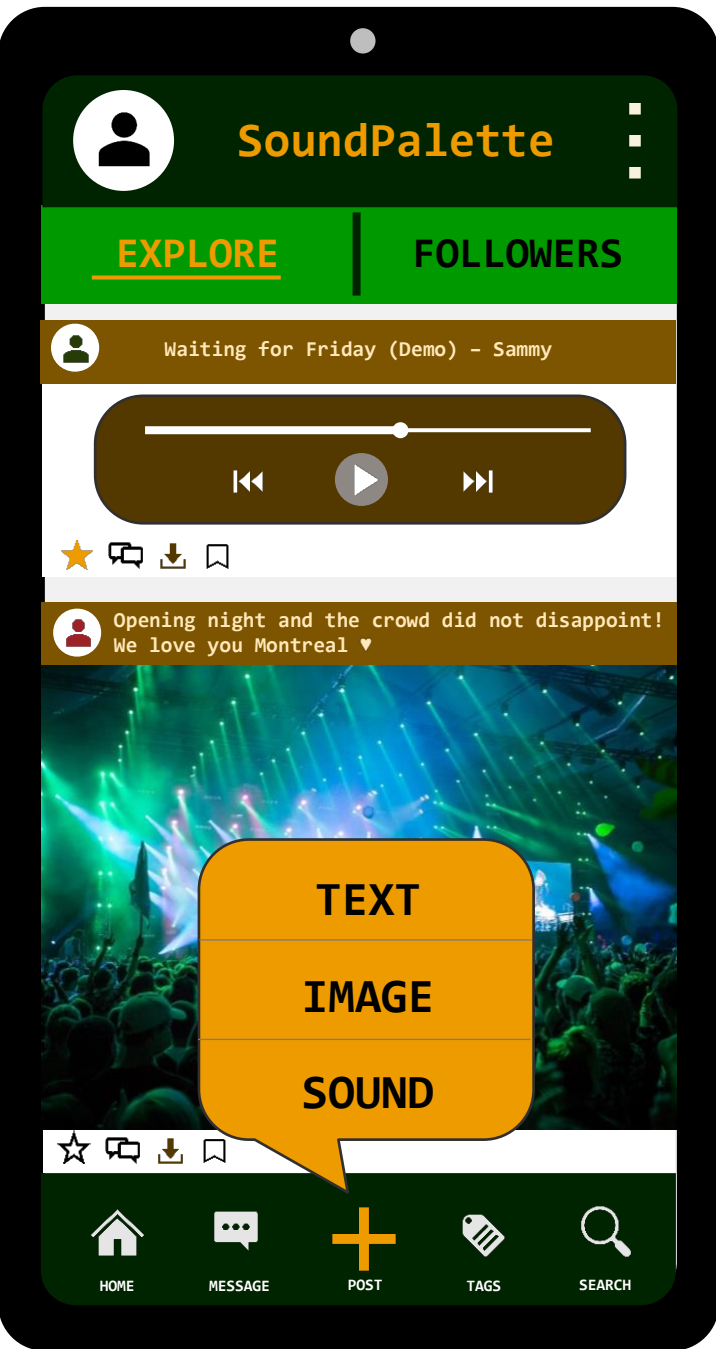 SoundPalette
EXPLORE
FOLLOWERS
Waiting for Friday (Demo) – Sammy
Opening night and the crowd did not disappoint!
We love you Montreal ♥
TEXT
IMAGE
SOUND
HOME
MESSAGE
POST
TAGS
SEARCH